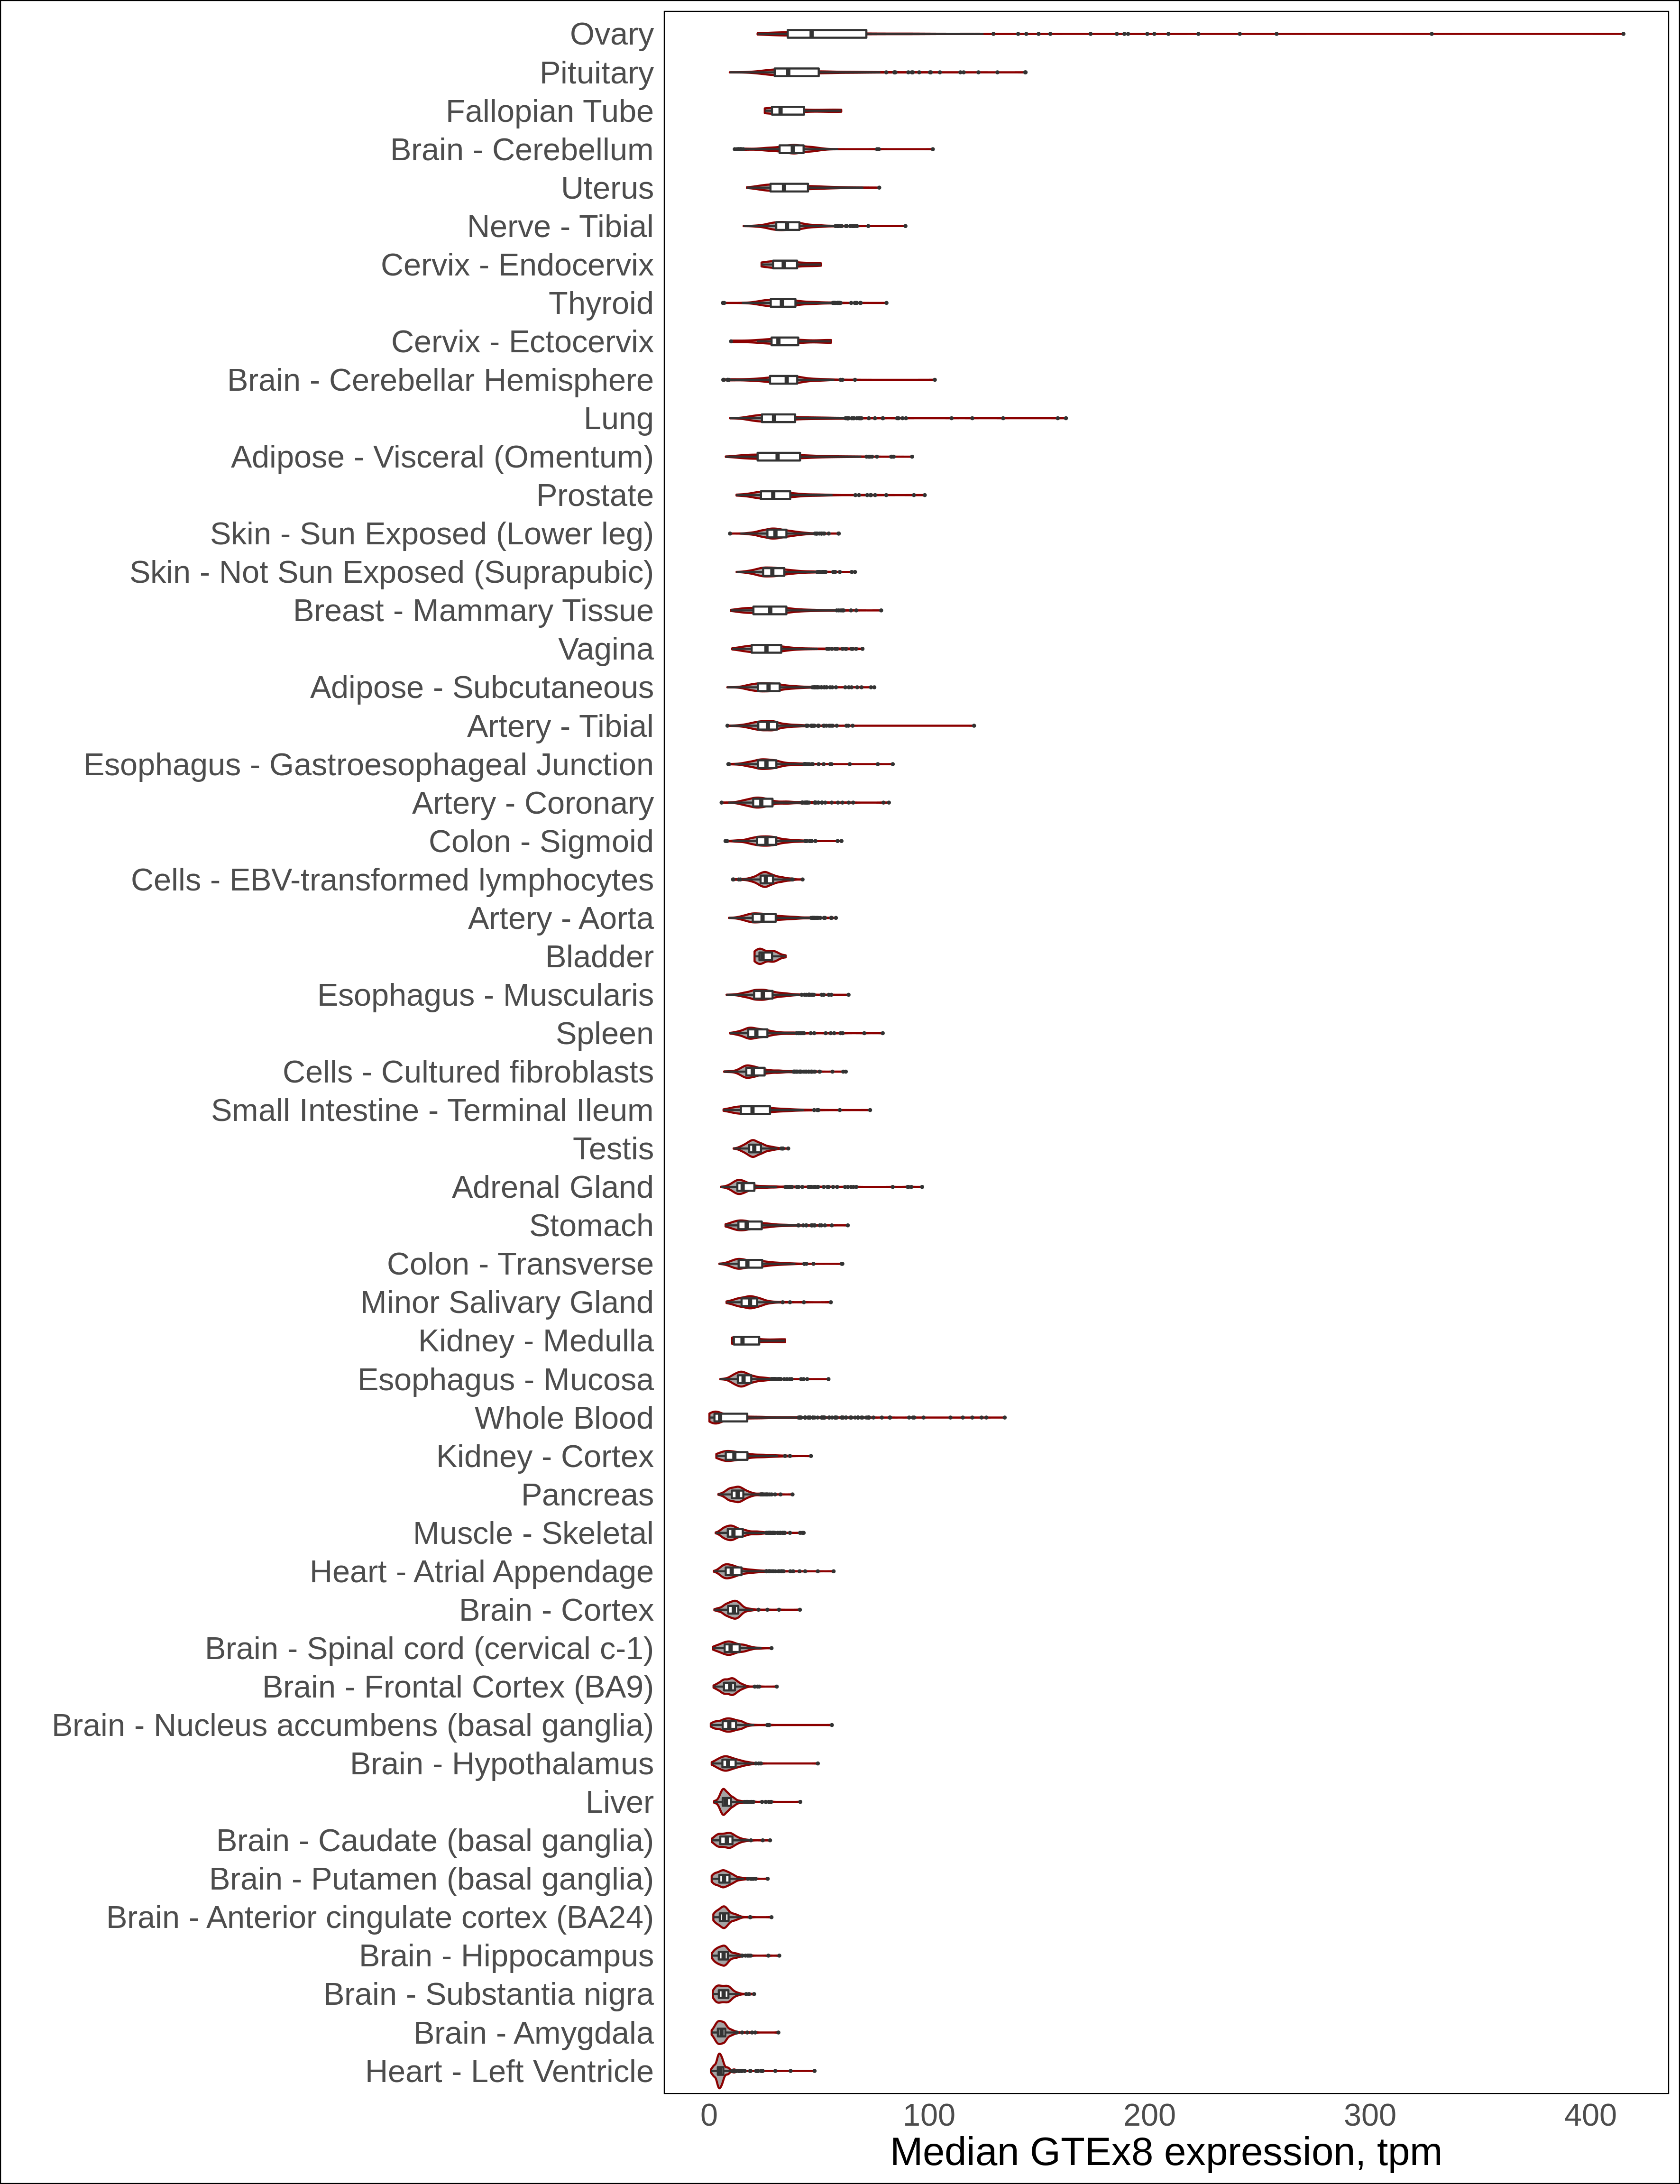 Ovary
Pituitary
Fallopian Tube
Brain - Cerebellum
Uterus
Nerve - Tibial
Cervix - Endocervix
Thyroid
Cervix - Ectocervix
Brain - Cerebellar Hemisphere
Lung
Adipose - Visceral (Omentum)
Prostate
Skin - Sun Exposed (Lower leg)
Skin - Not Sun Exposed (Suprapubic)
Breast - Mammary Tissue
Vagina
Adipose - Subcutaneous
Artery - Tibial
Esophagus - Gastroesophageal Junction
Artery - Coronary
Colon - Sigmoid
Cells - EBV-transformed lymphocytes
Artery - Aorta
Bladder
Esophagus - Muscularis
Spleen
Cells - Cultured fibroblasts
Small Intestine - Terminal Ileum
Testis
Adrenal Gland
Stomach
Colon - Transverse
Minor Salivary Gland
Kidney - Medulla
Esophagus - Mucosa
Whole Blood
Kidney - Cortex
Pancreas
Muscle - Skeletal
Heart - Atrial Appendage
Brain - Cortex
Brain - Spinal cord (cervical c-1)
Brain - Frontal Cortex (BA9)
Brain - Nucleus accumbens (basal ganglia)
Brain - Hypothalamus
Liver
Brain - Caudate (basal ganglia)
Brain - Putamen (basal ganglia)
Brain - Anterior cingulate cortex (BA24)
Brain - Hippocampus
Brain - Substantia nigra
Brain - Amygdala
Heart - Left Ventricle
0 100 200 300 400
Median GTEx8 expression, tpm